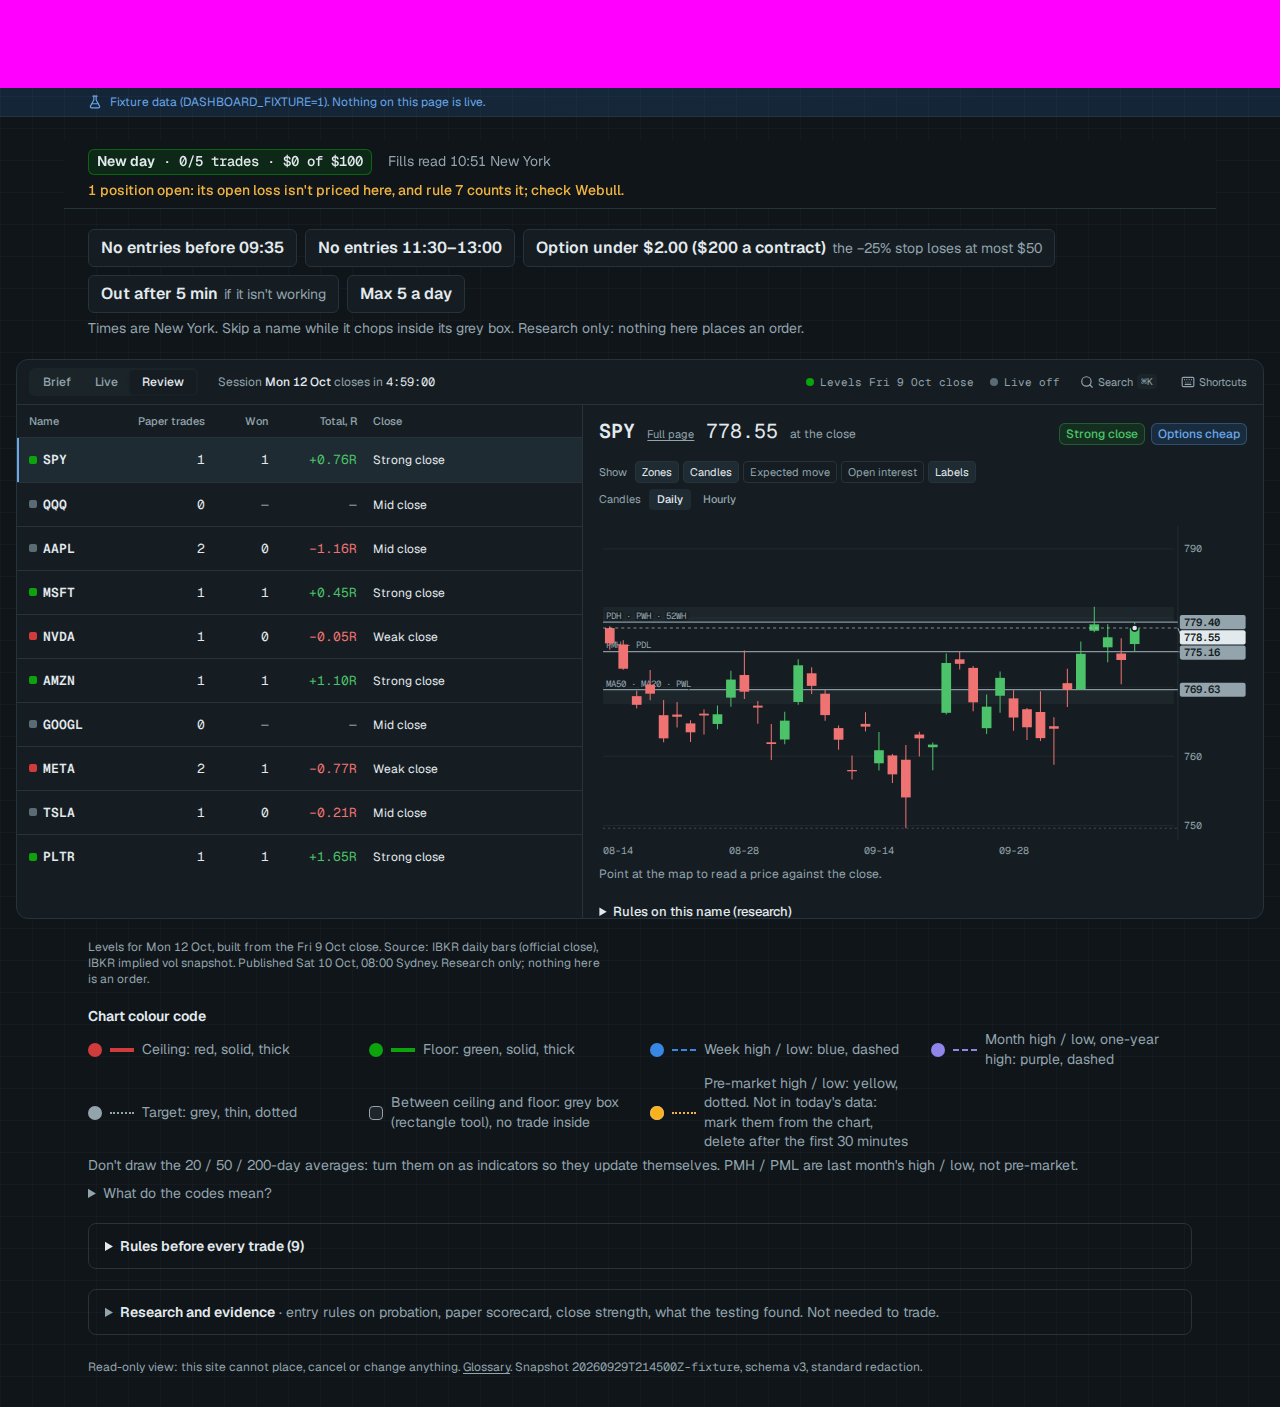 Fixture data (DASHBOARD_FIXTURE=1). Nothing on this page is live.
New day · 0/5 trades · $0 of $100 Fills read 10:51 New York
1 position open: its open loss isn't priced here, and rule 7 counts it; check Webull.
No entries before 09:35 No entries 11:30–13:00 Option under $2.00 ($200 a contract) the −25% stop loses at most $50
Out after 5 min if it isn't working Max 5 a day
Times are New York. Skip a name while it chops inside its grey box. Research only: nothing here places an order.
Brief Live Review Session Mon 12 Oct closes in 4:59:00 Levels Fri 9 Oct close Live off Search ⌘K Shortcuts
Name Paper trades Won Total, R Close
SPY 1 1 +0.76R Strong close
QQQ 0 – – Mid close
AAPL 2 0 −1.16R Mid close
MSFT 1 1 +0.45R Strong close
NVDA 1 0 −0.05R Weak close
AMZN 1 1 +1.10R Strong close
GOOGL 0 – – Mid close
META 2 1 −0.77R Weak close
TSLA 1 0 −0.21R Mid close
PLTR 1 1 +1.65R Strong close
SPY Full page 778.55 at the close Strong close Options cheap
Show Zones Candles Expected move Open interest Labels
Candles Daily Hourly
790
PDH · PWH · 52WH
779.40
778.55
PDL
775.16
MA50 · MA20 · PWL
769.63
760
750
08-14 08-28 09-14 09-28
Point at the map to read a price against the close.
Rules on this name (research)
Levels for Mon 12 Oct, built from the Fri 9 Oct close. Source: IBKR daily bars (official close),
IBKR implied vol snapshot. Published Sat 10 Oct, 08:00 Sydney. Research only; nothing here
is an order.
Chart colour code
Ceiling: red, solid, thick
Floor: green, solid, thick
Week high / low: blue, dashed
Month high / low, one-year
high: purple, dashed
Target: grey, thin, dotted
Between ceiling and floor: grey box
(rectangle tool), no trade inside
Pre-market high / low: yellow,
dotted. Not in today's data:
mark them from the chart,
delete after the first 30 minutes
Don't draw the 20 / 50 / 200-day averages: turn them on as indicators so they update themselves. PMH / PML are last month's high / low, not pre-market.
What do the codes mean?
Rules before every trade (9)
Research and evidence · entry rules on probation, paper scorecard, close strength, what the testing found. Not needed to trade.
Read-only view: this site cannot place, cancel or change anything. Glossary. Snapshot 20260929T214500Z-fixture, schema v3, standard redaction.